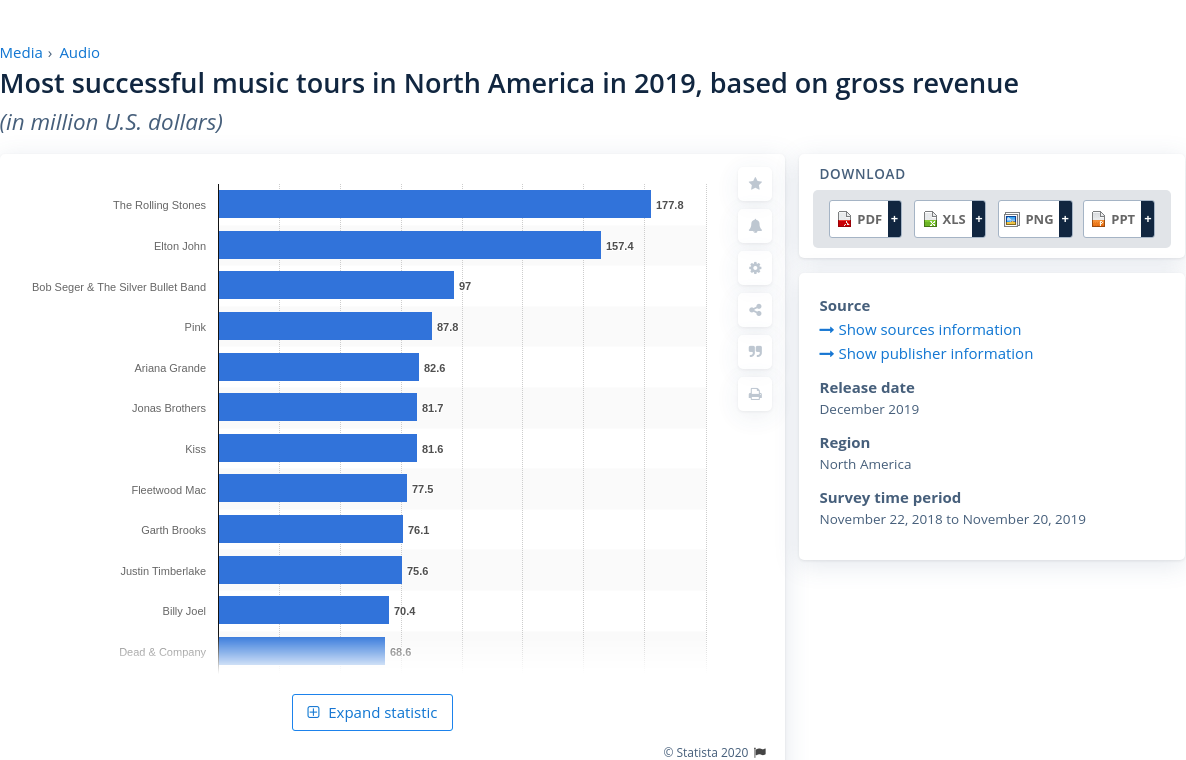 Media › Audio
Most successful music tours in North America in 2019, based on gross revenue
(in million U.S. dollars)
The Rolling Stones 177.8
Elton John 157.4
Bob Seger & The Silver Bullet Band 97
Pink 87.8
Ariana Grande 82.6
Jonas Brothers 81.7
Kiss 81.6
Fleetwood Mac 77.5
Garth Brooks 76.1
Justin Timberlake 75.6
Billy Joel 70.4
Dead & Company 68.6
Expand statistic
© Statista 2020
DOWNLOAD
PDF + XLS + PNG + PPT +
Source
Show sources information
Show publisher information
Release date
December 2019
Region
North America
Survey time period
November 22, 2018 to November 20, 2019